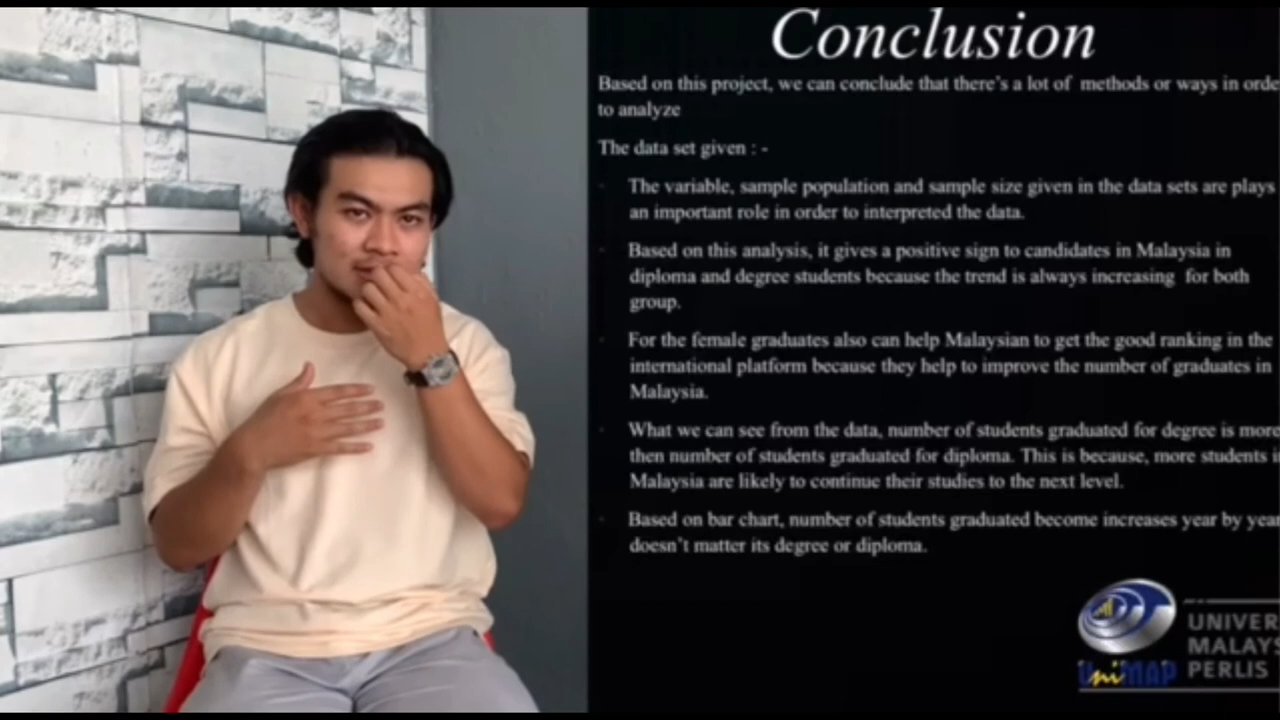 Conclusion
Based on this project, we can conclude that there's a lot of methods or ways in orde
to analyze
The data set given : -
The variable, sample population and sample size given in the data sets are plays
an important role in order to interpreted the data.
Based on this analysis, it gives a positive sign to candidates in Malaysia in
diploma and degree students because the trend is always increasing for both
group.
For the female graduates also can help Malaysian to get the good ranking in the
international platform because they help to improve the number of graduates in
Malaysia.
What we can see from the data, number of students graduated for degree is more
then number of students graduated for diploma. This is because, more students i
Malaysia are likely to continue their studies to the next level.
Based on bar chart, number of students graduated become increases year by year
doesn't matter its degree or diploma.
UNIVER
MALAYS
PERLIS
UniMAP